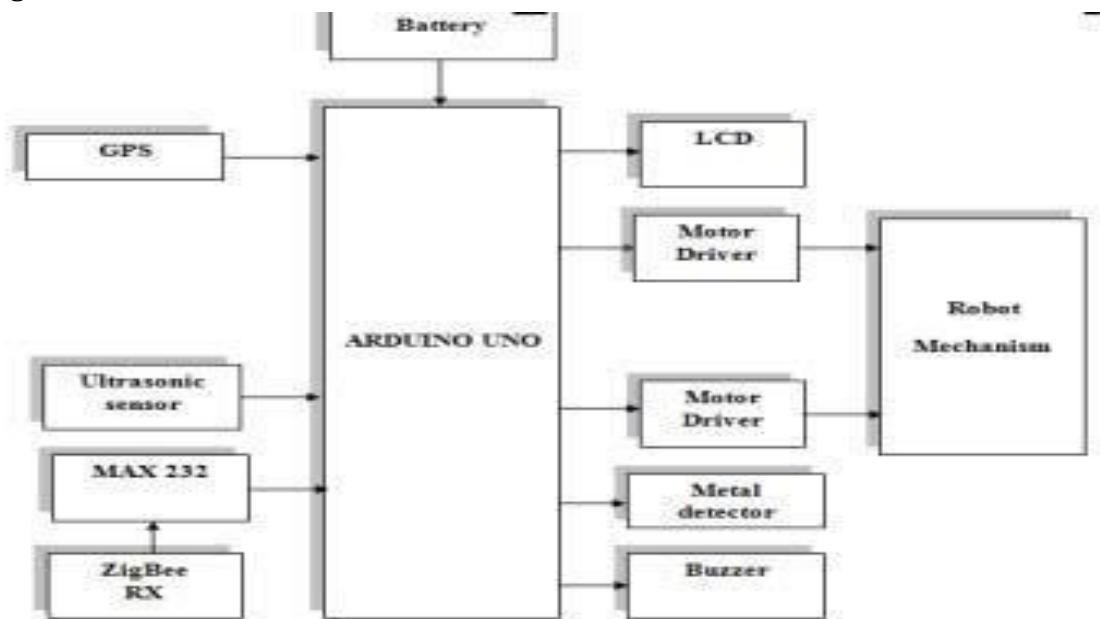 Battery
GPS
LCD
Motor
Driver
Robot
Mechanism
ARDUINO UNO
Ultrasonic
sensor
Motor
Driver
MAX 232
Metal
detector
ZigBee
RX
Buzzer